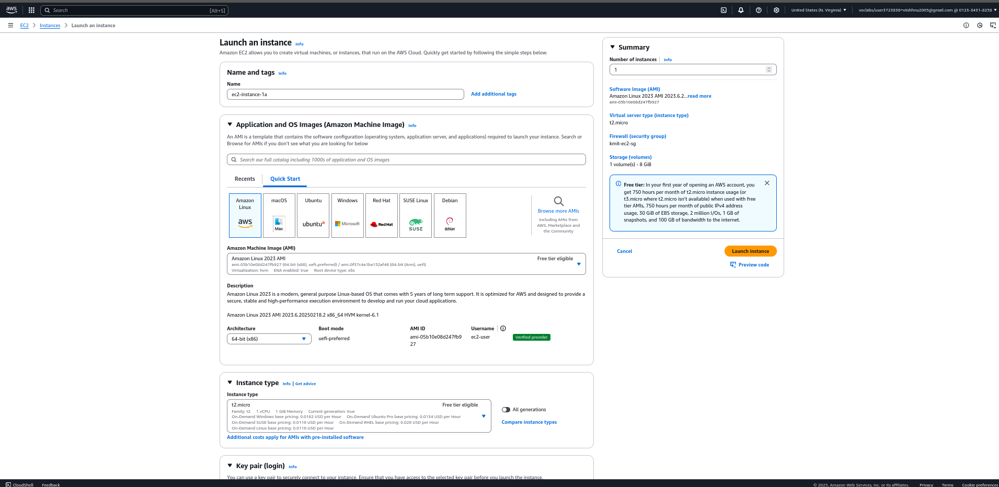 aws
Search [Alt+S]
United States (N. Virginia)
voclabs/user3723836=viishhnu2005@gmail.com @ 0123-3431-8258
EC2 Instances Launch an instance
Launch an instance Info
Amazon EC2 allows you to create virtual machines, or instances, that run on the AWS Cloud. Quickly get started by following the simple steps below.
Name and tags Info
Name
ec2-instance-1a
Add additional tags
Application and OS Images (Amazon Machine Image) Info
An AMI is a template that contains the software configuration (operating system, application server, and applications) required to launch your instance. Search or
Browse for AMIs if you don't see what you are looking for below
Search our full catalog including 1000s of application and OS images
Recents Quick Start
Amazon
Linux
aws
macOS
Mac
Ubuntu
ubuntu
Windows
Microsoft
Red Hat
Red Hat
SUSE Linux
SUSE
Debian
debian
Browse more AMIs
Including AMIs from
AWS, Marketplace and
the Community
Amazon Machine Image (AMI)
Amazon Linux 2023 AMI Free tier eligible
ami-05b10e08d247fb927 (64-bit (x86), uefi-preferred) / ami-0f37c4a1ba152af46 (64-bit (Arm), uefi)
Virtualization: hvm ENA enabled: true Root device type: ebs
Description
Amazon Linux 2023 is a modern, general purpose Linux-based OS that comes with 5 years of long term support. It is optimized for AWS and designed to provide a
secure, stable and high-performance execution environment to develop and run your cloud applications.
Amazon Linux 2023 AMI 2023.6.20250218.2 x86_64 HVM kernel-6.1
Architecture
64-bit (x86)
Boot mode
uefi-preferred
AMI ID
ami-05b10e08d247fb9
27
Username
ec2-user
Verified provider
Instance type Info | Get advice
Instance type
t2.micro Free tier eligible
Family: t2 1 vCPU 1 GiB Memory Current generation: true
On-Demand Windows base pricing: 0.0162 USD per Hour On-Demand Ubuntu Pro base pricing: 0.0134 USD per Hour
On-Demand SUSE base pricing: 0.0116 USD per Hour On-Demand RHEL base pricing: 0.026 USD per Hour
On-Demand Linux base pricing: 0.0116 USD per Hour
All generations
Compare instance types
Additional costs apply for AMIs with pre-installed software
Key pair (login) Info
You can use a key pair to securely connect to your instance. Ensure that you have access to the selected key pair before you launch the instance.
Summary
Number of instances Info
1
Software Image (AMI)
Amazon Linux 2023 AMI 2023.6.2...read more
ami-05b10e08d247fb927
Virtual server type (instance type)
t2.micro
Firewall (security group)
kmit-ec2-sg
Storage (volumes)
1 volume(s) - 8 GiB
Free tier: In your first year of opening an AWS account, you
get 750 hours per month of t2.micro instance usage (or
t3.micro where t2.micro isn't available) when used with free
tier AMIs, 750 hours per month of public IPv4 address
usage, 30 GiB of EBS storage, 2 million I/Os, 1 GB of
snapshots, and 100 GB of bandwidth to the internet.
Cancel Launch instance
Preview code
CloudShell Feedback © 2025, Amazon Web Services, Inc. or its affiliates. Privacy Terms Cookie preferences